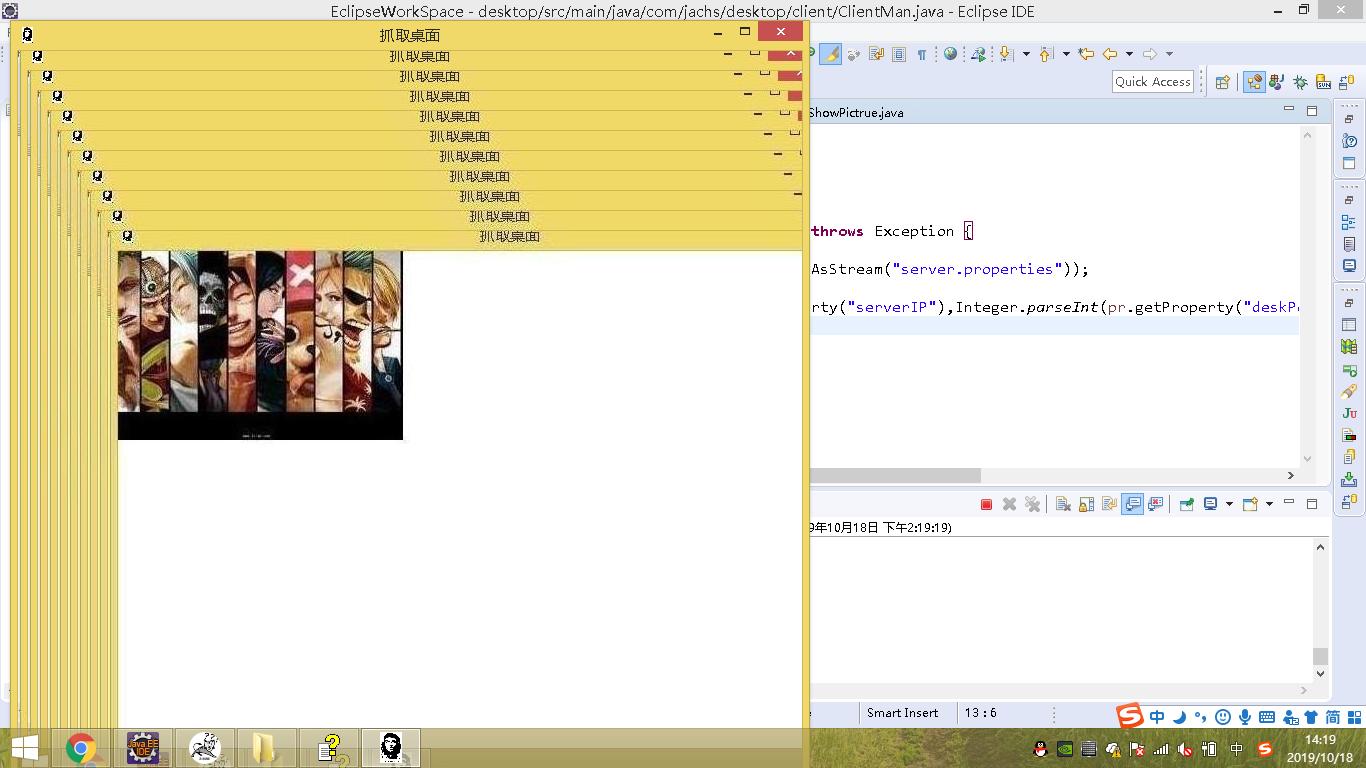 EclipseWorkSpace - desktop/src/main/java/com/jachs/desktop/client/ClientMan.java - Eclipse IDE
抓取桌面
抓取桌面
抓取桌面
抓取桌面
抓取桌面
抓取桌面
抓取桌面
抓取桌面
抓取桌面
抓取桌面
抓取桌面
Quick Access
ShowPictrue.java
throws Exception {
AsStream("server.properties"));
rty("serverIP"),Integer.parseInt(pr.getProperty("deskP
9年10月18日 下午2:19:19)
Smart Insert
13 : 6
中
简
Java EE
IDE
中
14:19
2019/10/18